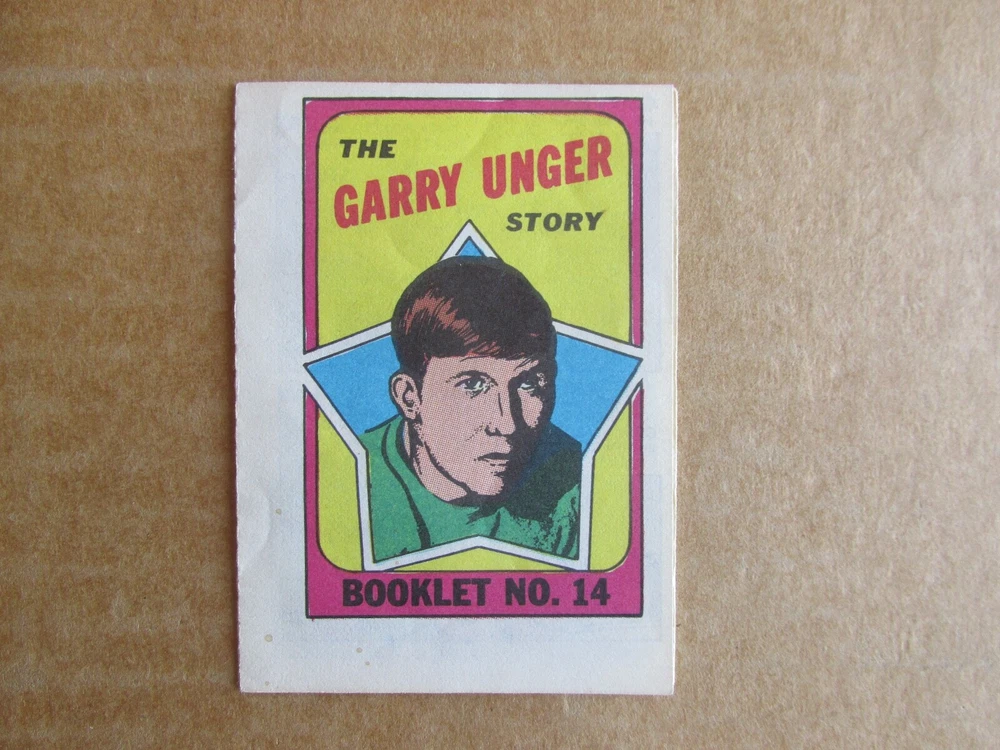 THE
GARRY UNGER
STORY
BOOKLET NO. 14